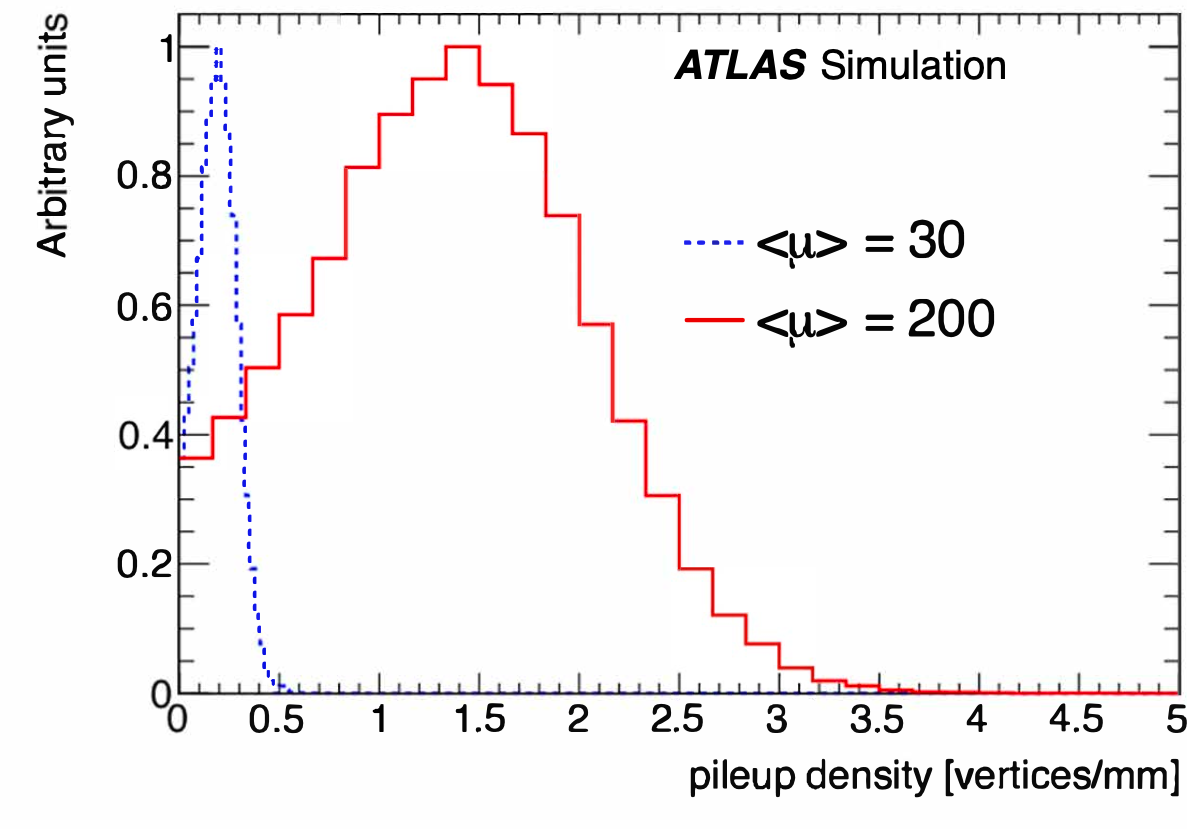 Arbitrary units
1
0.8
0.6
0.4
0.2
0
ATLAS Simulation
<μ> = 30
<μ> = 200
0 0.5 1 1.5 2 2.5 3 3.5 4 4.5 5
pileup density [vertices/mm]